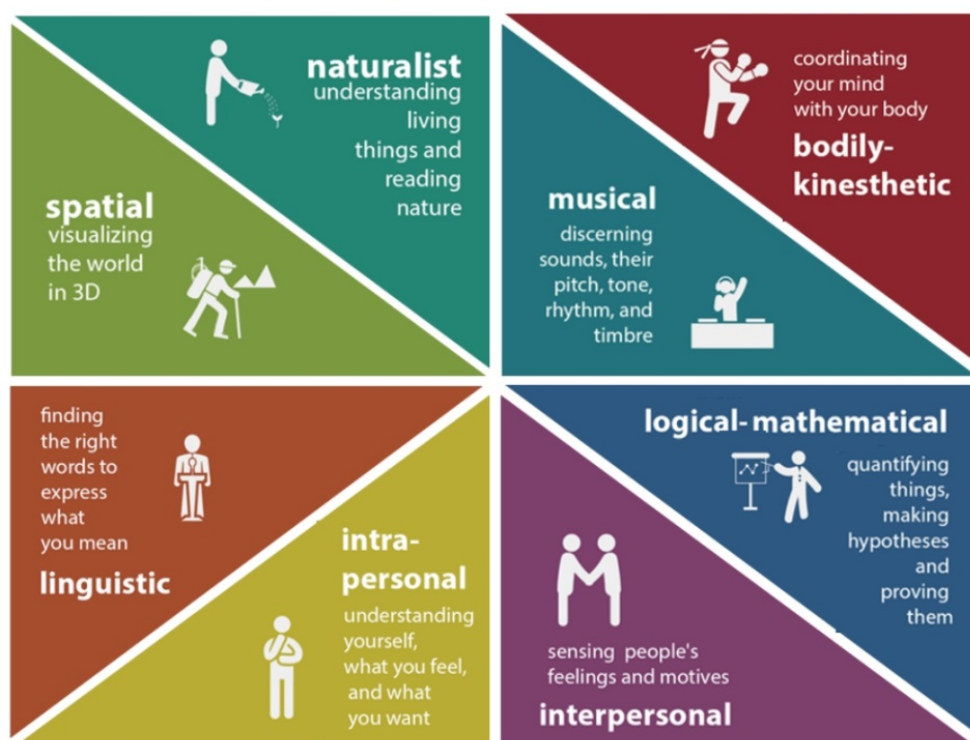 naturalist
understanding
living
things and
reading
nature
spatial
visualizing
the world
in 3D
coordinating
your mind
with your body
bodily-
kinesthetic
musical
discerning
sounds, their
pitch, tone,
rhythm, and
timbre
finding
the right
words to
express
what
you mean
linguistic
intra-
personal
understanding
yourself,
what you feel,
and what
you want
logical-mathematical
quantifying
things,
making
hypotheses
and
proving
them
sensing people's
feelings and motives
interpersonal